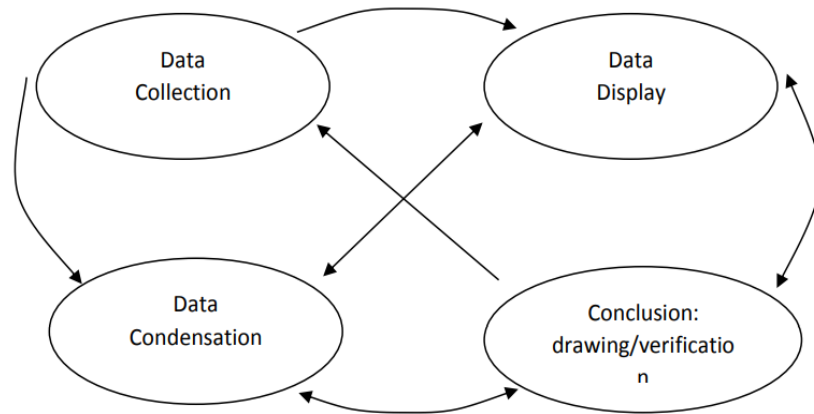 Data
Collection
Data
Display
Data
Condensation
Conclusion:
drawing/verificatio
n